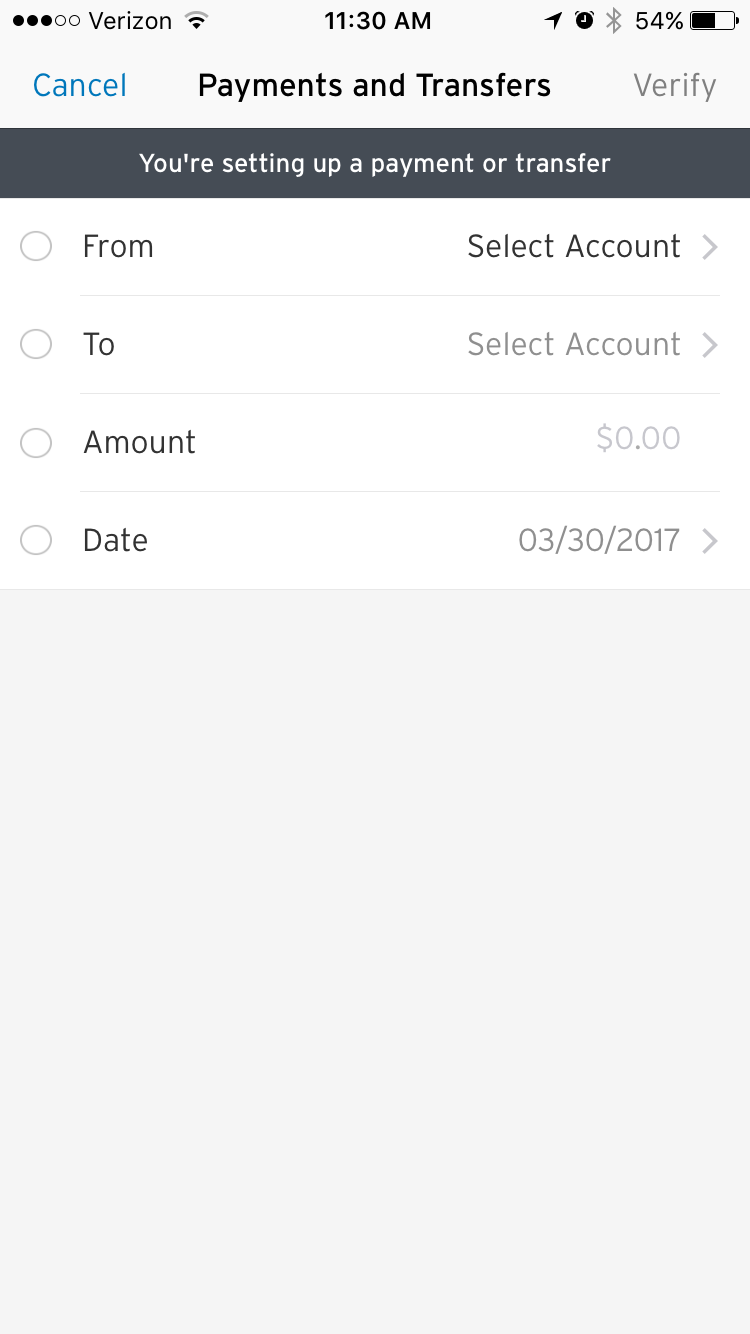 Verizon 11:30 AM 54%
Cancel Payments and Transfers Verify
You're setting up a payment or transfer
From Select Account
To Select Account
Amount $0.00
Date 03/30/2017